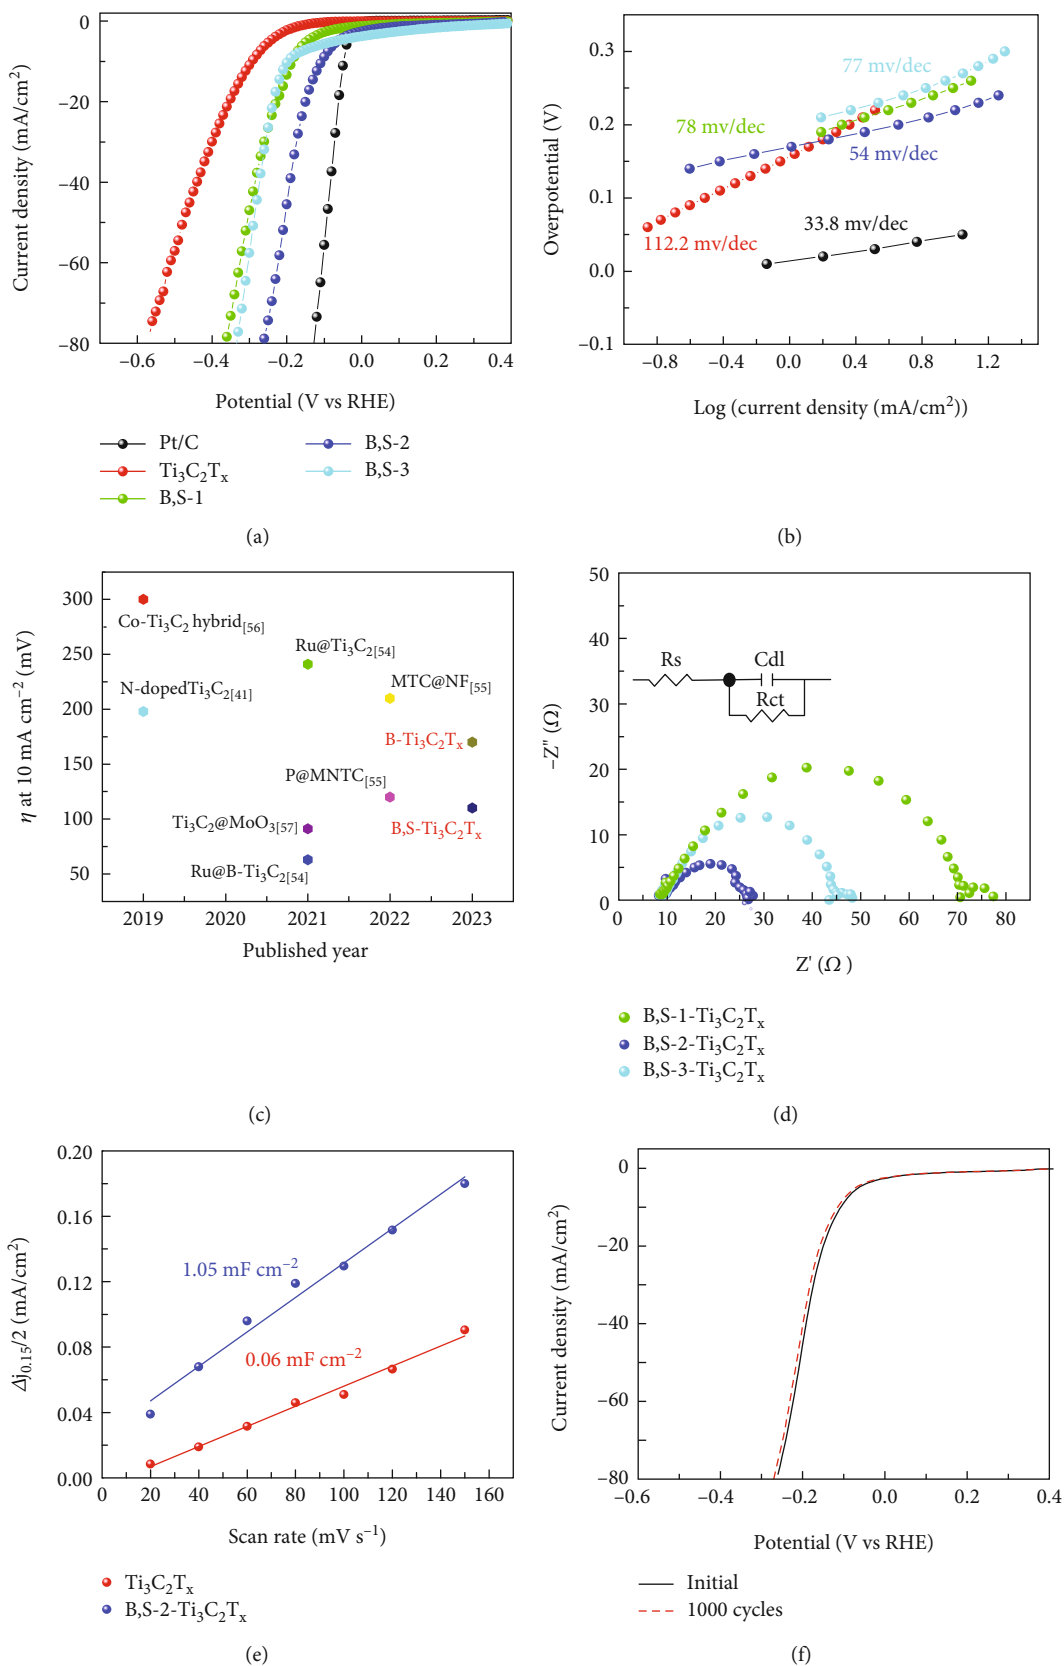 0
−20
−40
−60
−80
Current density (mA/cm²)
−0.6
−0.4
−0.2
0.0
0.2
0.4
Potential (V vs RHE)
Pt/C
Ti₃C₂Tₓ
B,S-1
B,S-2
B,S-3
(a)
0.3
0.2
0.1
0.0
−0.1
Overpotential (V)
77 mv/dec
78 mv/dec
54 mv/dec
112.2 mv/dec
33.8 mv/dec
−0.8
−0.4
0.0
0.4
0.8
1.2
Log (current density (mA/cm²))
(b)
300
250
200
150
100
50
η at 10 mA cm⁻² (mV)
Co-Ti₃C₂ hybrid[56]
Ru@Ti₃C₂[54]
N-dopedTi₃C₂[41]
MTC@NF[55]
B-Ti₃C₂Tₓ
P@MNTC[55]
Ti₃C₂@MoO₃[57]
B,S-Ti₃C₂Tₓ
Ru@B-Ti₃C₂[54]
2019
2020
2021
2022
2023
Published year
(c)
50
40
30
20
10
0
−Z″ (Ω)
Rs
Cdl
Rct
0
10
20
30
40
50
60
70
80
Z' (Ω )
B,S-1-Ti₃C₂Tₓ
B,S-2-Ti₃C₂Tₓ
B,S-3-Ti₃C₂Tₓ
(d)
0.20
0.16
0.12
0.08
0.04
0.00
Δj₀.₁₅/2 (mA/cm²)
1.05 mF cm⁻²
0.06 mF cm⁻²
0
20
40
60
80
100
120
140
160
Scan rate (mV s⁻¹)
Ti₃C₂Tₓ
B,S-2-Ti₃C₂Tₓ
(e)
0
−20
−40
−60
−80
Current density (mA/cm²)
−0.6
−0.4
−0.2
0.0
0.2
0.4
Potential (V vs RHE)
Initial
1000 cycles
(f)